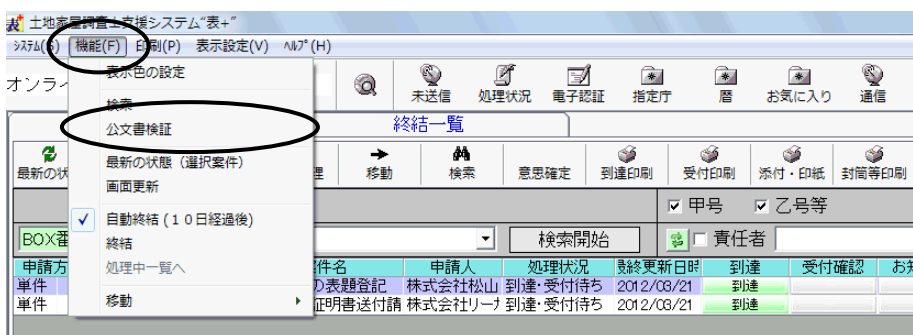 土地家屋調査士支援システム“表+”
ｼｽﾃﾑ(S) 機能(F) 印刷(P) 表示設定(V) ﾍﾙﾌﾟ(H)
オンライ 未送信 処理状況 電子認証 指定庁 暦 お気に入り 通信
表示色の設定
検索
公文書検証
最新の状態（選択案件）
画面更新
自動終結(１０日経過後)
終結
処理中一覧へ
移動
終結一覧
最新の状 理 移動 検索 意思確定 到達印刷 受付印刷 添付・印紙 封筒等印刷
甲号 乙号等
BOX番 検索開始 責任者
申請方 件名 申請人 処理状況 最終更新日時 到達 受付確認 お知
単件 の表題登記 株式会社松山 到達・受付待ち 2012/03/21 到達
単件 証明書送付請 株式会社リーナ 到達・受付待ち 2012/03/21 到達